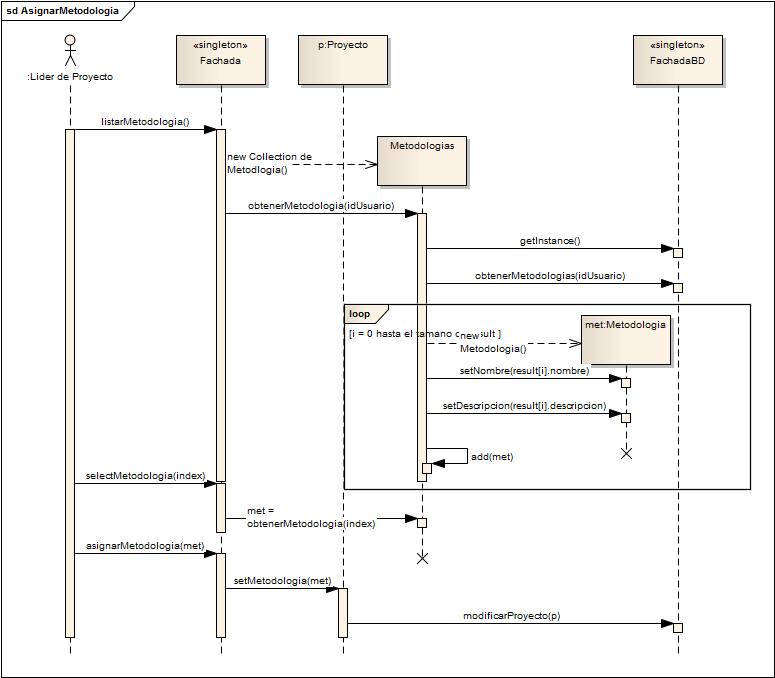 sd AsignarMetodologia
:Lider de Proyecto
«singleton»
Fachada
p:Proyecto
«singleton»
FachadaBD
listarMetodologia()
new Collection de
Metodlogia()
Metodologias
obtenerMetodologia(idUsuario)
getInstance()
obtenerMetodologias(idUsuario)
loop
[i = 0 hasta el tamano
met:Metodologia
new
Metodologia()
setNombre(result[i].nombre)
setDescripcion(result[i].descripcion)
add(met)
selectMetodologia(index)
met =
obtenerMetodologia(index)
asignarMetodologia(met)
setMetodologia(met)
modificarProyecto(p)